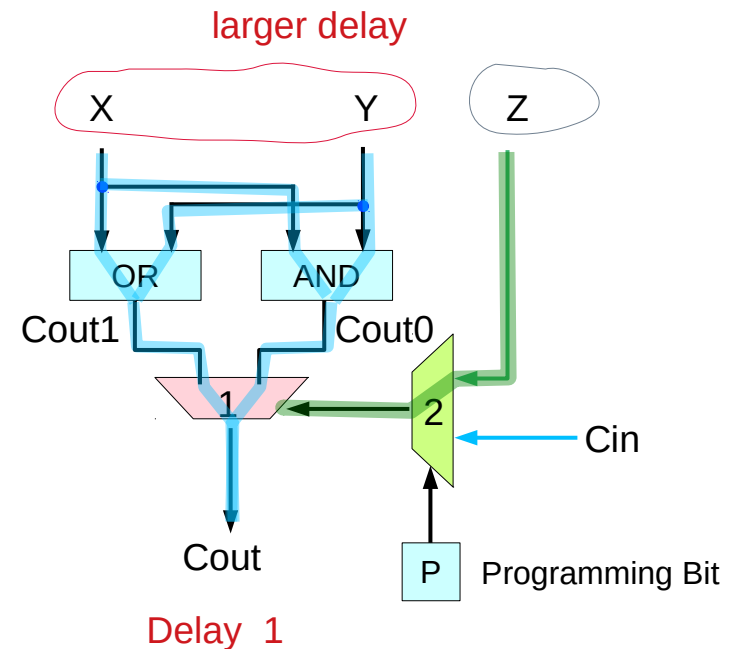 larger delay
X
Y
Z
OR
AND
Cout1
Cout0
1
2
Cin
Cout
P
Programming Bit
Delay 1